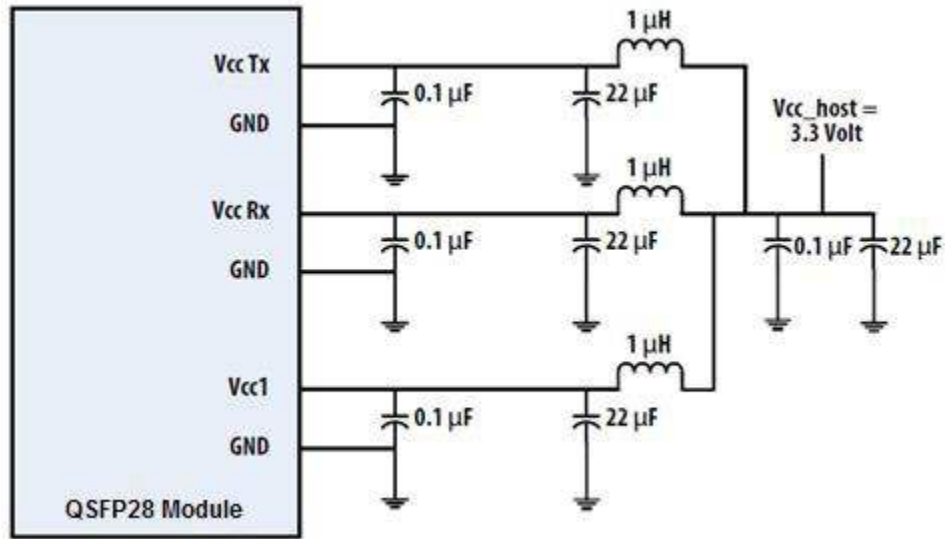 1 μH
Vcc Tx
0.1 μF
22 μF
GND
Vcc_host =
3.3 Volt
1 μH
Vcc Rx
0.1 μF
22 μF
0.1 μF
22 μF
GND
1 μH
Vcc1
0.1 μF
22 μF
GND
QSFP28 Module